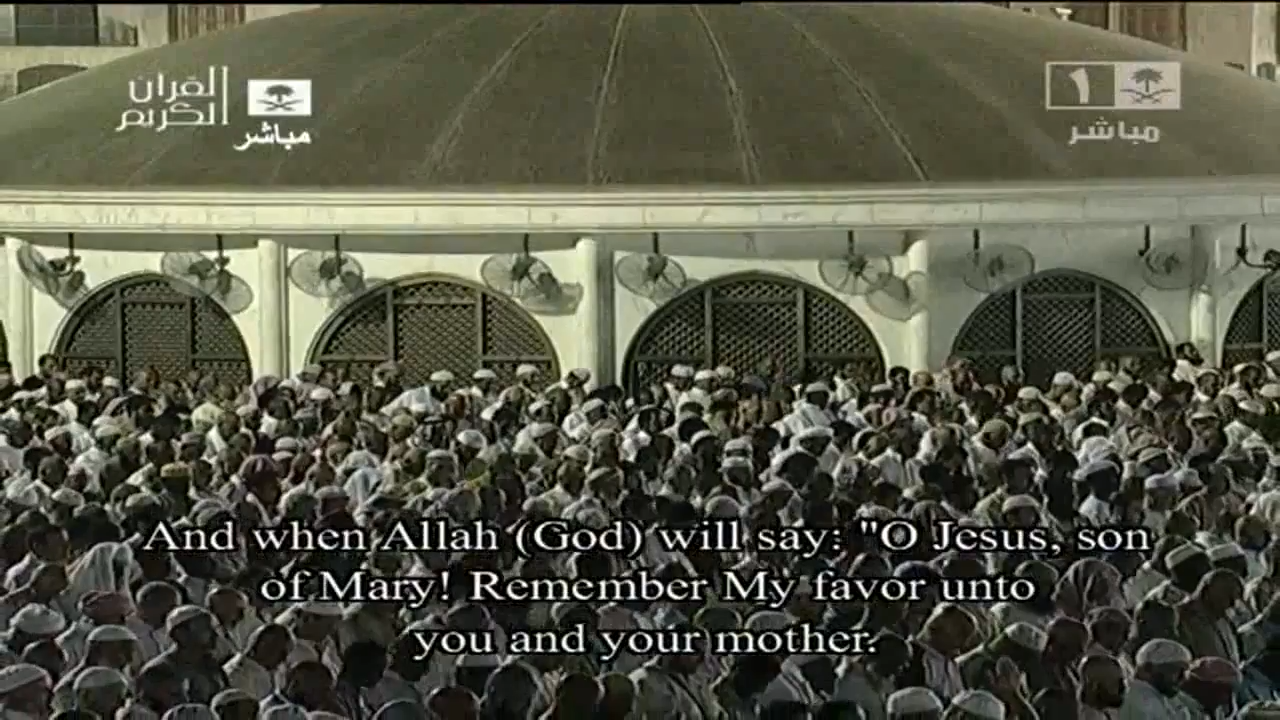 القرآن
الكريم
مباشر
١
مباشر
And when Allah (God) will say: "O Jesus, son
of Mary! Remember My favor unto
you and your mother.